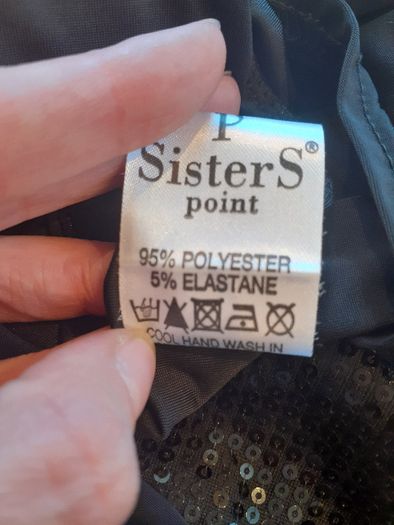 P
SisterS®
point
95% POLYESTER
5% ELASTANE
COOL HAND WASH IN